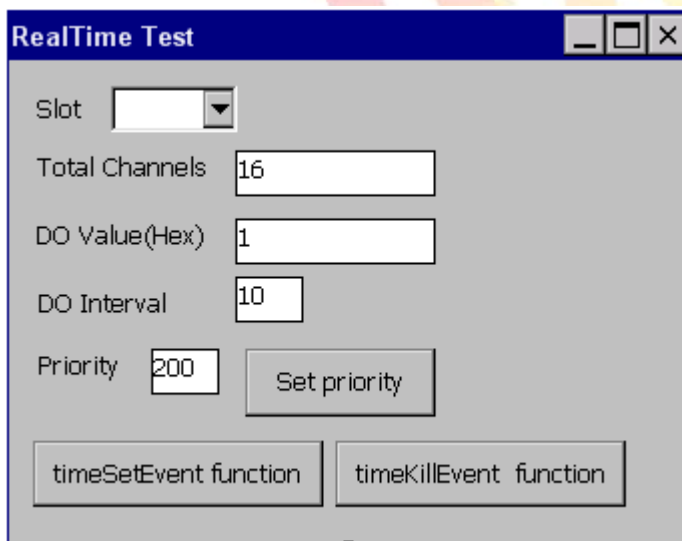 RealTime Test
Slot
Total Channels 16
DO Value(Hex) 1
DO Interval 10
Priority 200 Set priority
timeSetEvent function timeKillEvent function